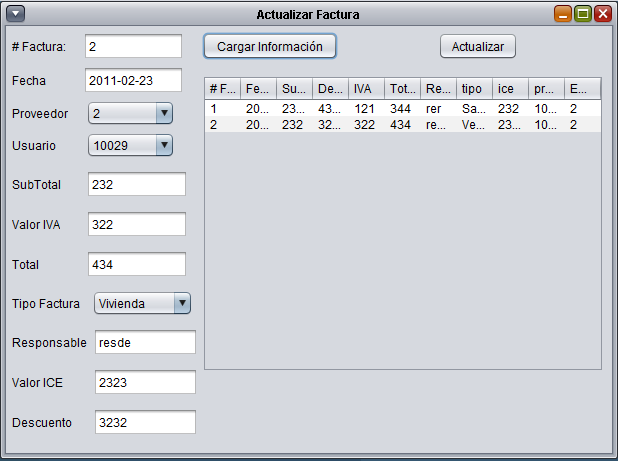 Actualizar Factura
# Factura: 2
Cargar Información
Actualizar
Fecha 2011-02-23
Proveedor 2
Usuario 10029
SubTotal 232
Valor IVA 322
Total 434
Tipo Factura Vivienda
Responsable resde
Valor ICE 2323
Descuento 3232
# F... Fe... Su... De... IVA Tot... Re... tipo ice pr... E...
1 20... 23... 43... 121 344 rer Sa... 232 10... 2
2 20... 232 32... 322 434 re... Ve... 23... 10... 2